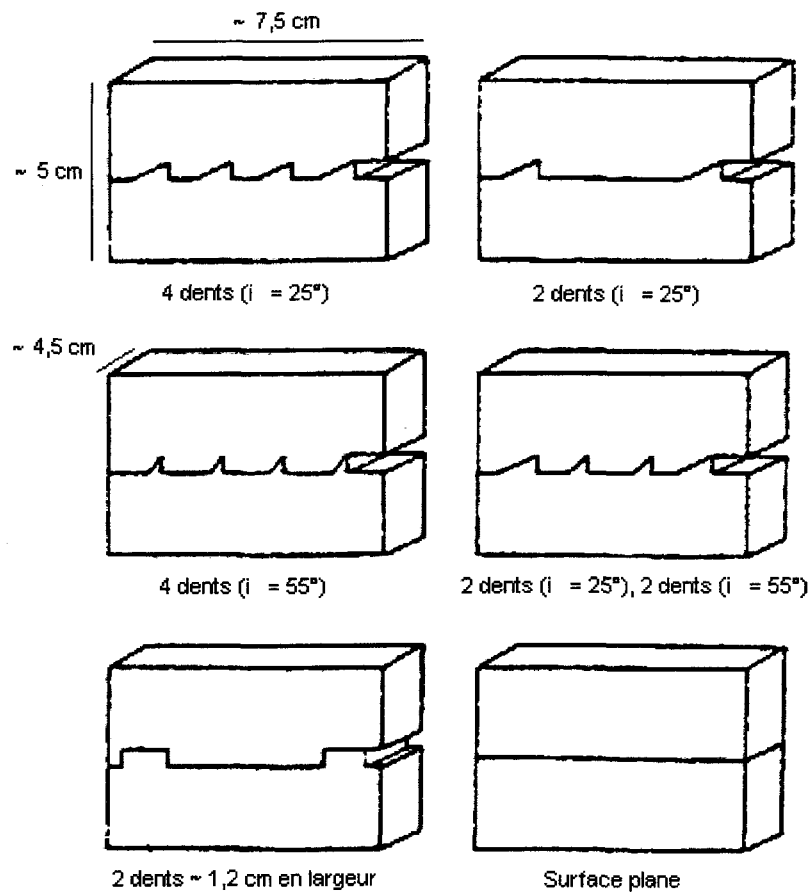 ~ 7,5 cm
~ 5 cm
4 dents (i = 25°)
2 dents (i = 25°)
~ 4,5 cm
4 dents (i = 55°)
2 dents (i = 25°), 2 dents (i = 55°)
2 dents ~ 1,2 cm en largeur
Surface plane